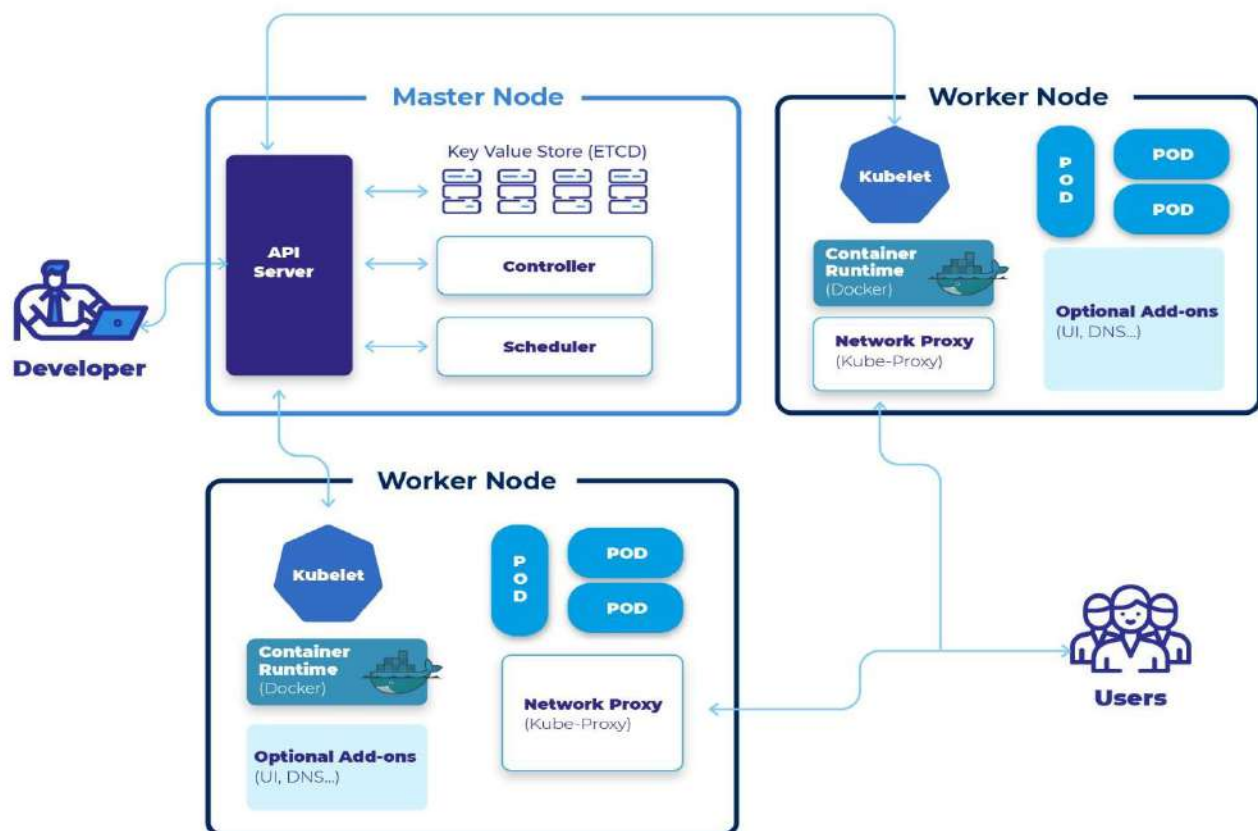 Master Node
Key Value Store (ETCD)
API
Server
Controller
Scheduler
Developer
Worker Node
Kubelet
POD
POD
POD
Container
Runtime
(Docker)
Optional Add-ons
(UI, DNS...)
Network Proxy
(Kube-Proxy)
Worker Node
Kubelet
POD
POD
POD
Container
Runtime
(Docker)
Network Proxy
(Kube-Proxy)
Optional Add-ons
(UI, DNS...)
Users